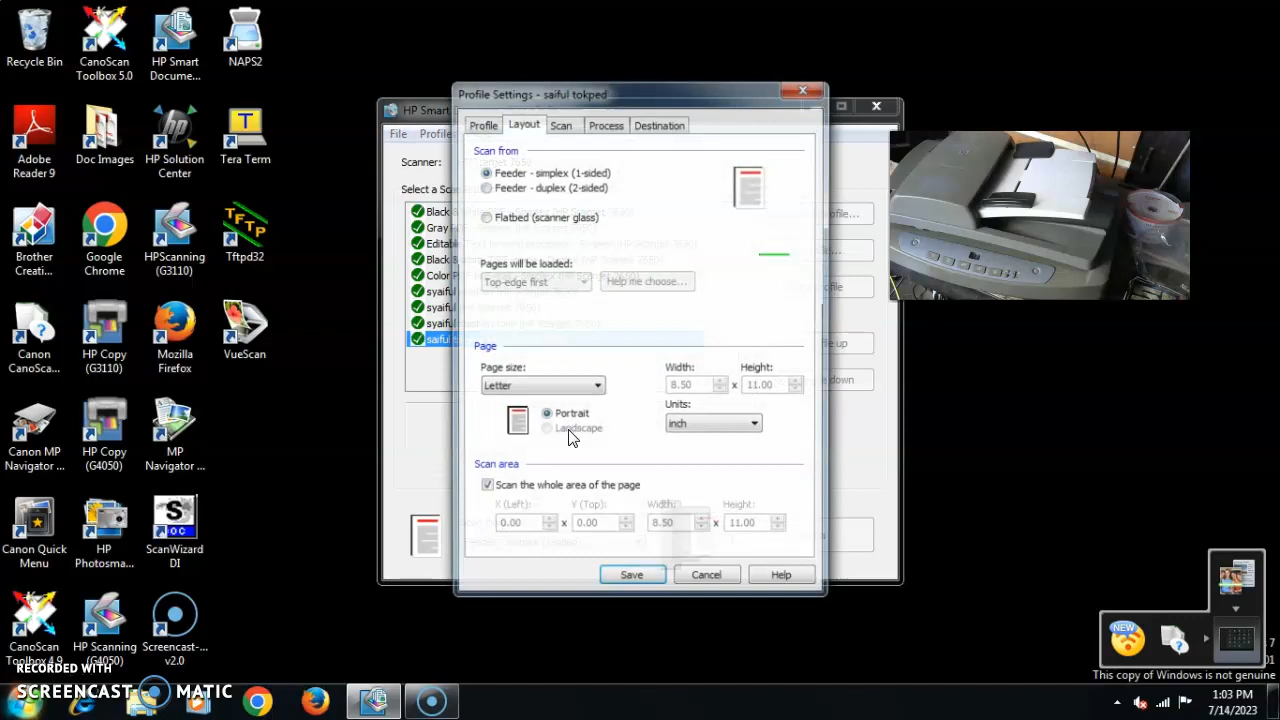 Recycle Bin
CanoScan Toolbox 5.0
HP Smart Docume...
NAPS2
Adobe Reader 9
Doc Images
HP Solution Center
Tera Term
Brother Creati...
Google Chrome
HPScanning (G3110)
Tftpd32
Canon CanoSca...
HP Copy (G3110)
Mozilla Firefox
VueScan
Canon MP Navigator ...
HP Copy (G4050)
MP Navigator ...
Canon Quick Menu
HP Photosma...
ScanWizard DI
CanoScan Toolbox 4.9
HP Scanning (G4050)
Screencast-... v2.0
RECORDED WITH
SCREENCAST MATIC
HP Smart
File Profile
Scanner:
Select a Sca
Black
Gray
Editab
Black
Color
syaiful
syaiful
syaiful
saiful
Profile Settings - saiful tokped
Profile Layout Scan Process Destination
Scan from
Feeder - simplex (1-sided)
Feeder - duplex (2-sided)
Flatbed (scanner glass)
Pages will be loaded:
Top-edge first Help me choose...
Page
Page size: Width: Height:
Letter 8.50 x 11.00
Portrait Units:
Landscape inch
Scan area
Scan the whole area of the page
X (Left): Y (Top): Width: Height:
0.00 x 0.00 8.50 x 11.00
Save Cancel Help
NEW
This copy of Windows is not genuine
1:03 PM
7/14/2023